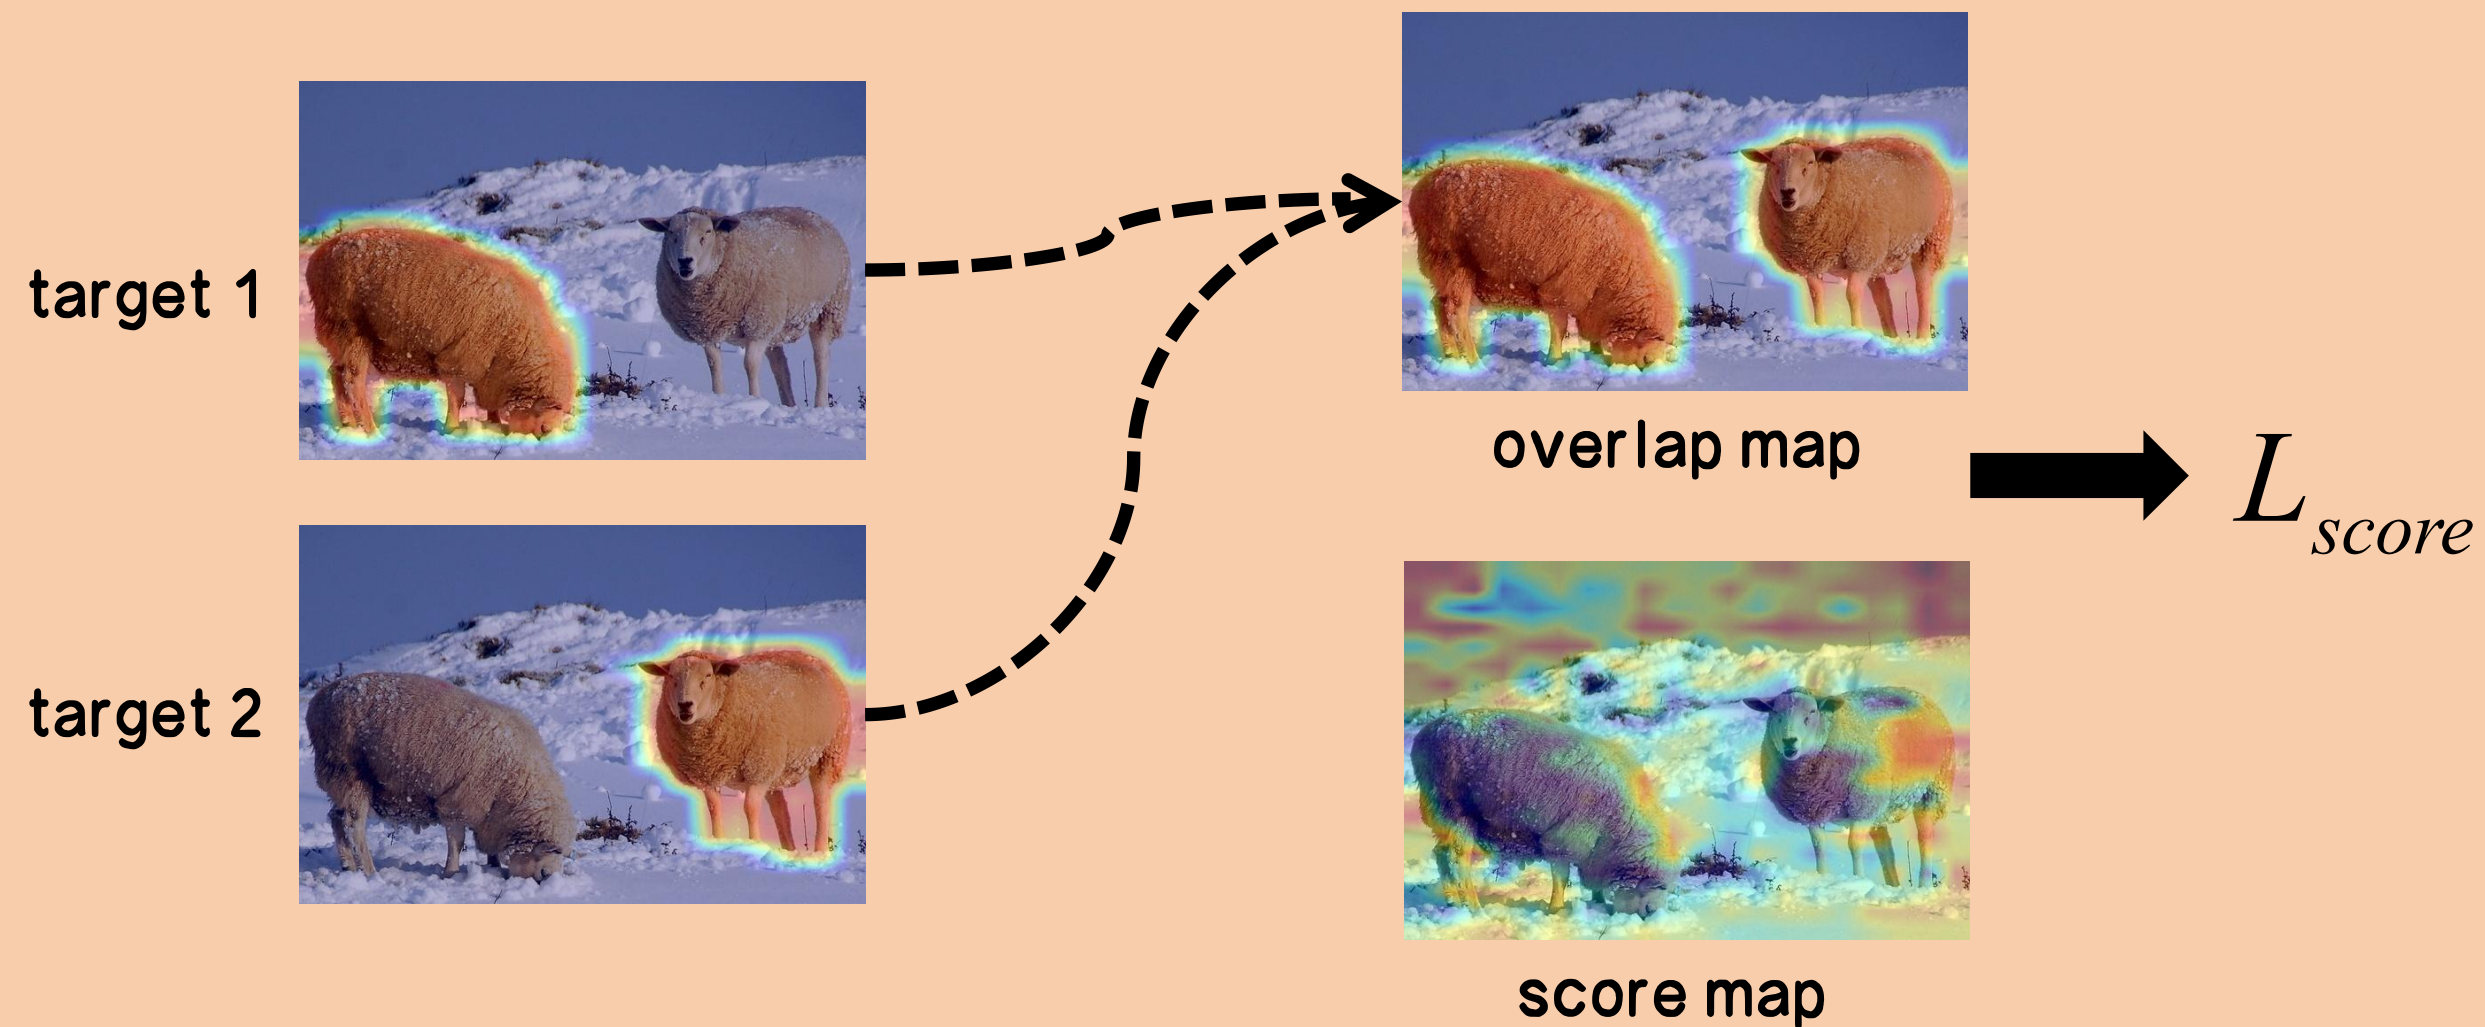 target 1
target 2
overlap map
L_score
score map